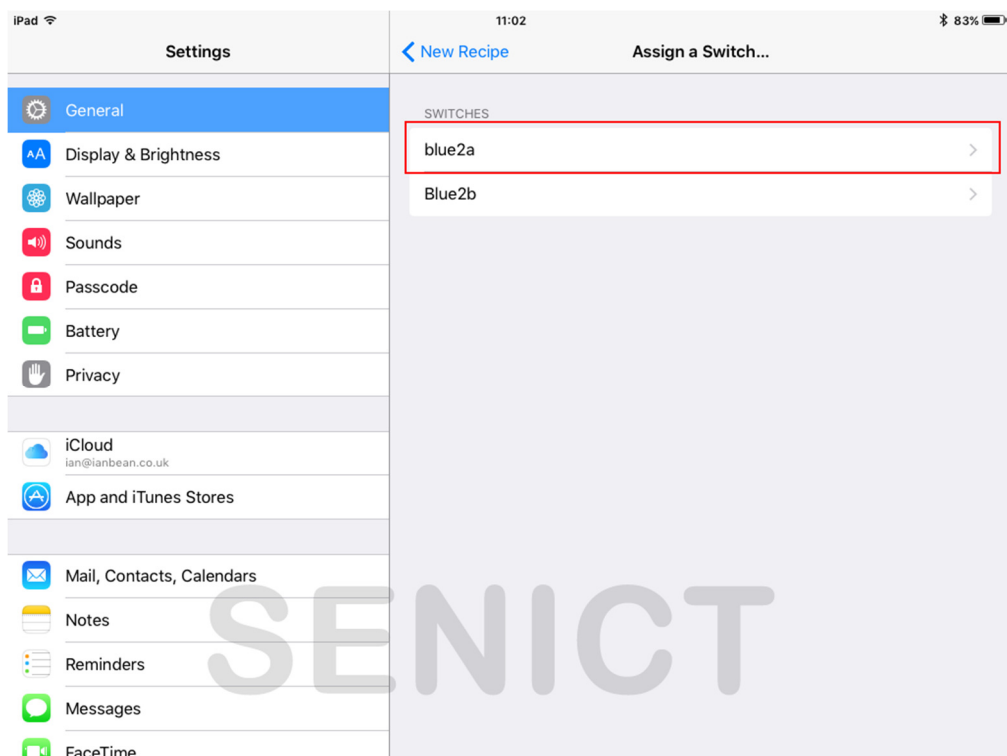 iPad 11:02 83%
Settings
New Recipe Assign a Switch...
General
Display & Brightness
Wallpaper
Sounds
Passcode
Battery
Privacy
iCloud
ian@ianbean.co.uk
App and iTunes Stores
Mail, Contacts, Calendars
Notes
Reminders
Messages
FaceTime
SWITCHES
blue2a
Blue2b
AA
SENICT